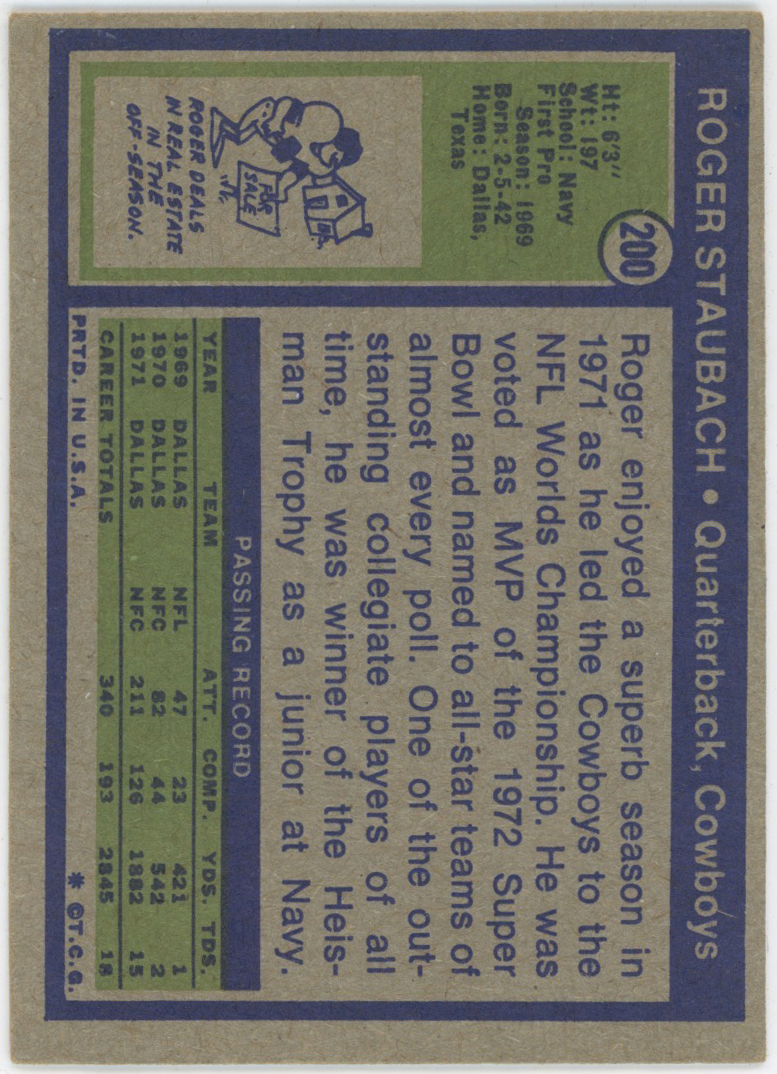 ROGER STAUBACH • Quarterback, Cowboys
200
Ht: 6'3"
Wt: 197
School: Navy
First Pro
Season: 1969
Born: 2-5-42
Home: Dallas,
Texas
FOR
SALE
ROGER DEALS
IN REAL ESTATE
IN THE
OFF-SEASON.
Roger enjoyed a superb season in
1971 as he led the Cowboys to the
NFL Worlds Championship. He was
voted as MVP of the 1972 Super
Bowl and named to all-star teams of
almost every poll. One of the out-
standing collegiate players of all
time, he was winner of the Heis-
man Trophy as a junior at Navy.
PASSING RECORD
YEAR TEAM ATT. COMP. YDS. TDS.
1969 DALLAS NFL 47 23 421 1
1970 DALLAS NFC 82 44 542 2
1971 DALLAS NFC 211 126 1882 15
CAREER TOTALS 340 193 2845 18
PRTD. IN U.S.A. * ©T.C.G.